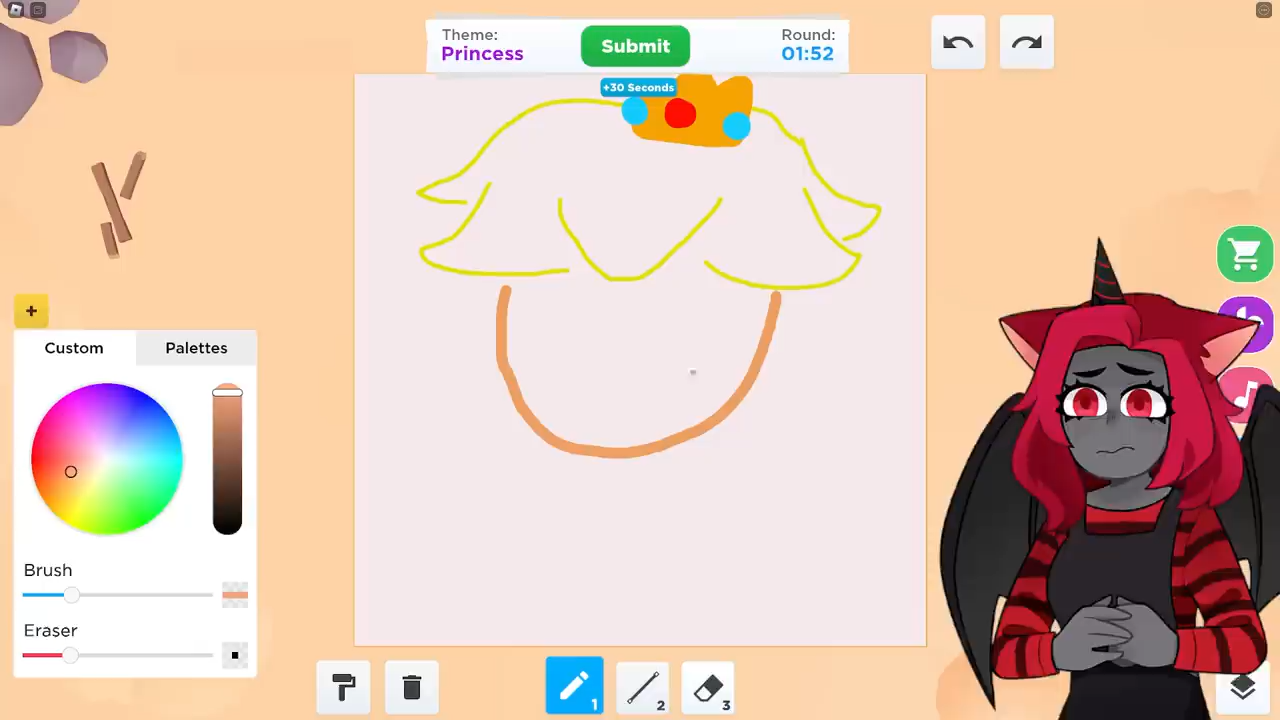 Theme:
Princess
Submit
Round:
01:52
+30 Seconds
+
Custom
Palettes
Brush
Eraser
1
2
3